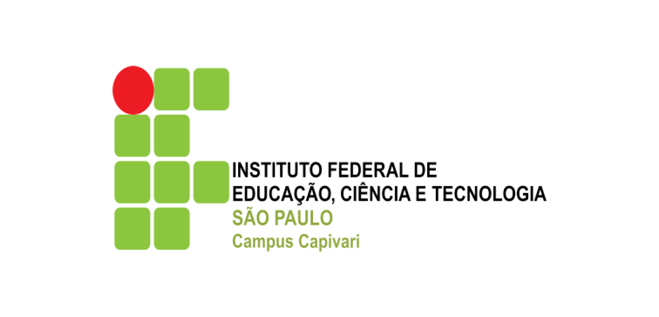 INSTITUTO FEDERAL DE
EDUCAÇÃO, CIÊNCIA E TECNOLOGIA
SÃO PAULO
Campus Capivari